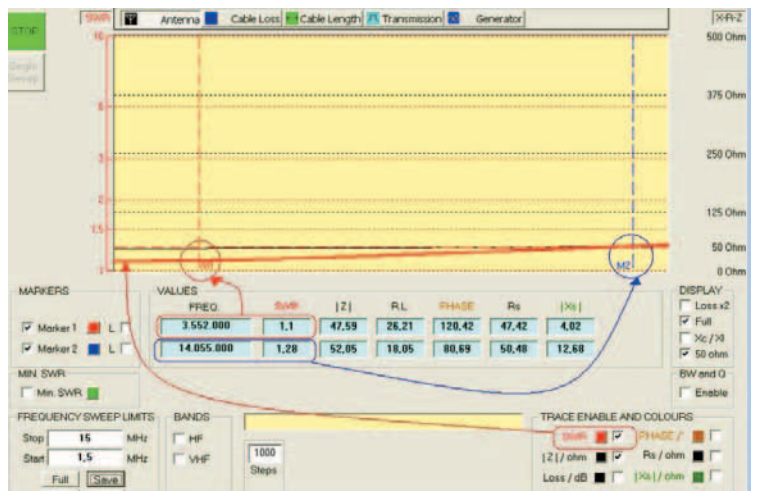 STOP
Single
Sweep
SWR
Antenna Cable Loss Cable Length Transmission Generator
X-R-Z
10
5
3
2
1.5
1
500 Ohm
375 Ohm
250 Ohm
125 Ohm
50 Ohm
0 Ohm
M1
M2
MARKERS
Marker 1 L
Marker 2 L
VALUES
FREQ. SWR |Z| RL PHASE Rs |Xs|
3.552.000 1,1 47,59 26,21 120,42 47,42 4,02
14.055.000 1,28 52,05 18,05 80,69 50,48 12,68
DISPLAY
Loss x2
Full
Xc / Xl
50 ohm
MIN. SWR
Min. SWR
BW and Q
Enable
FREQUENCY SWEEP LIMITS
Stop 15 MHz
Start 1,5 MHz
Full Save
BANDS
HF
VHF
1000
Steps
TRACE ENABLE AND COLOURS
SWR PHASE /
|Z| / ohm Rs / ohm
Loss / dB |Xs| / ohm